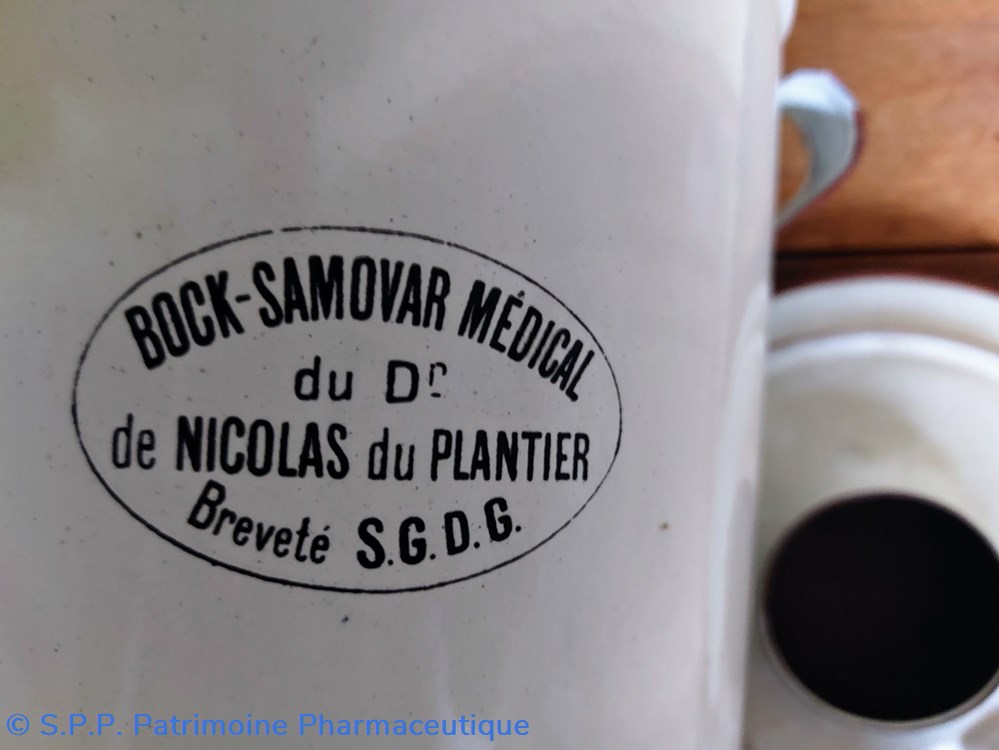 BOCK-SAMOVAR MÉDICAL
du Dr
de NICOLAS du PLANTIER
Breveté S.G.D.G.
© S.P.P. Patrimoine Pharmaceutique